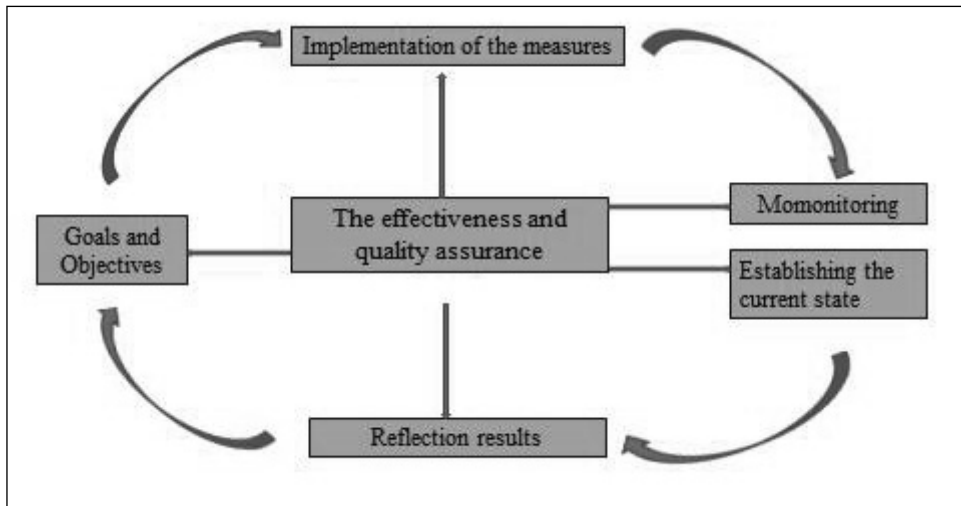 Implementation of the measures
Momonitoring
The effectiveness and
quality assurance
Goals and
Objectives
Establishing the
current state
Reflection results